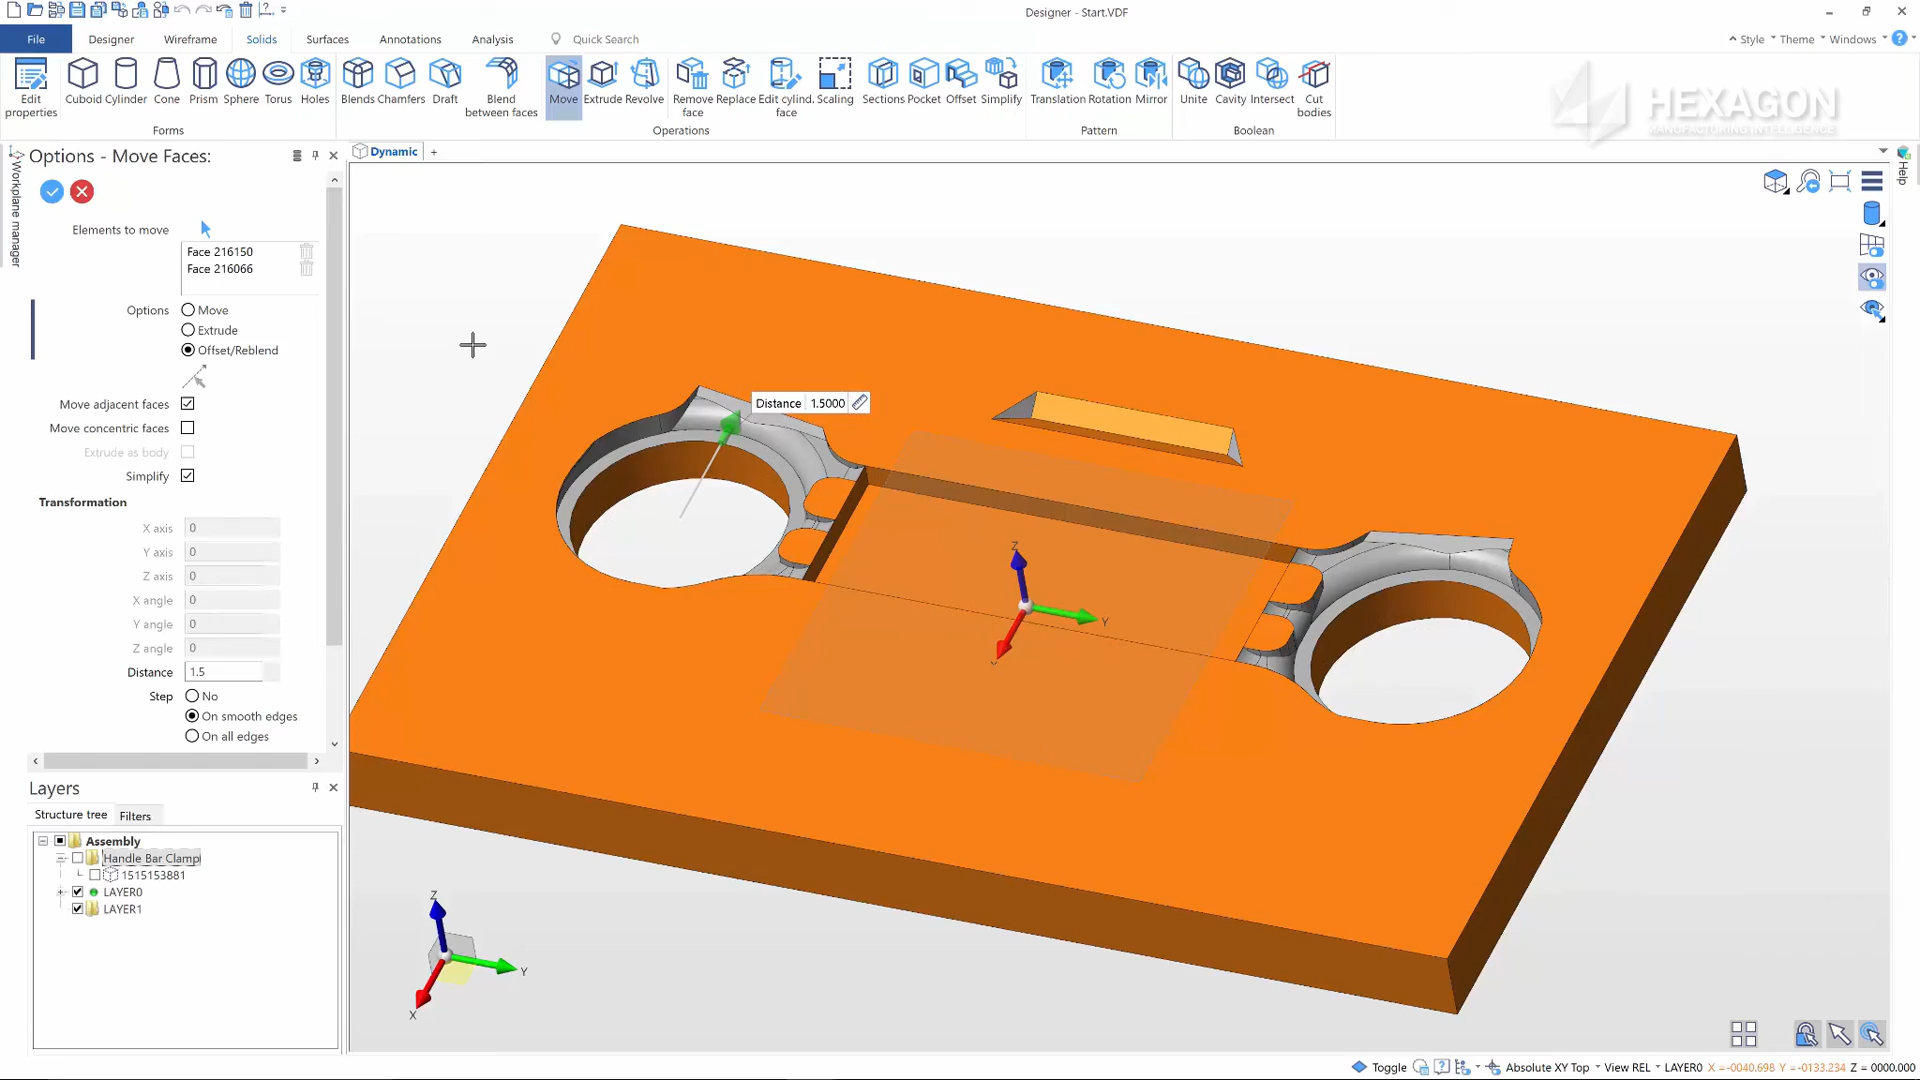 Designer - Start.VDF
File Designer Wireframe Solids Surfaces Annotations Analysis Quick Search Style Theme Windows
Edit properties Cuboid Cylinder Cone Prism Sphere Torus Holes Blends Chamfers Draft Blend between faces Move Extrude Revolve Remove face Replace Edit cylind. face Scaling Sections Pocket Offset Simplify Translation Rotation Mirror Unite Cavity Intersect Cut bodies
Forms Operations Pattern Boolean
HEXAGON
MANUFACTURING INTELLIGENCE
Workplane manager
Options - Move Faces:
Dynamic +
Help
Elements to move
Face 216150
Face 216066
Options Move
Extrude
Offset/Reblend
Move adjacent faces
Move concentric faces
Extrude as body
Simplify
Transformation
X axis 0
Y axis 0
Z axis 0
X angle 0
Y angle 0
Z angle 0
Distance 1.5
Step No
On smooth edges
On all edges
Distance 1.5000
Z
Y
Layers
Structure tree Filters
Assembly
Handle Bar Clamp
1515153881
LAYER0
LAYER1
Z
Y
X
Toggle Absolute XY Top View REL LAYER0 X =-0040.698 Y =-0133.234 Z = 0000.000